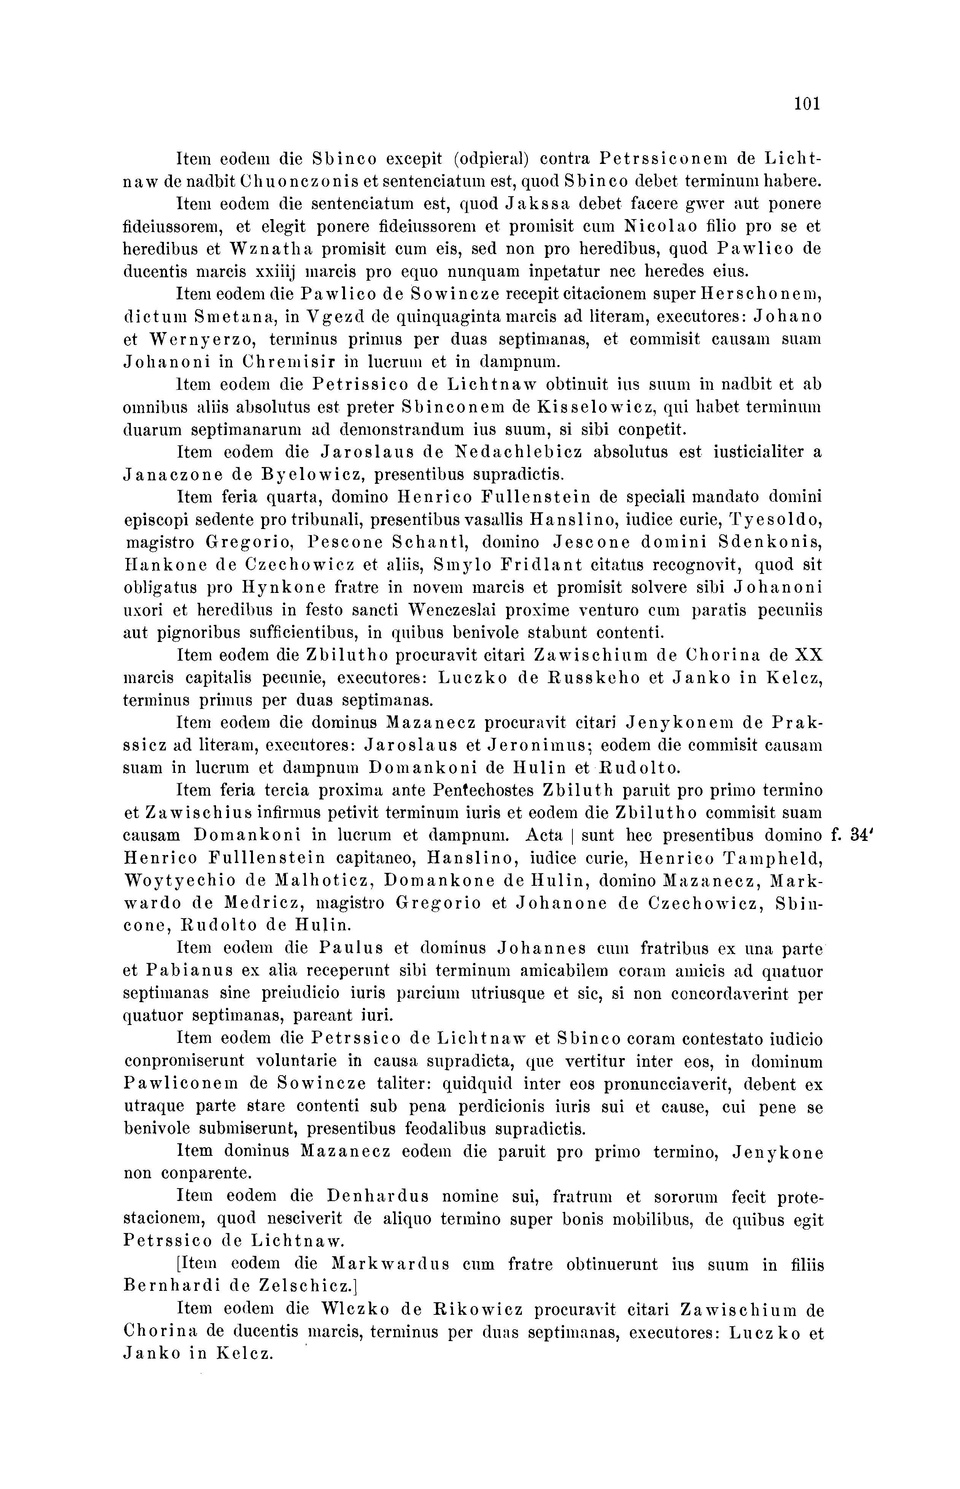 101
Item eodem die Sbinco excepit (odpieral) contra Petrssiconem de Licht-
naw de nadbit Chuonczonis et sentenciatum est, quod Sbinco debet terminum habere.
Item eodem die sentenciatum est, quod Jakssa debet facere gwer aut ponere
fideiussorem, et elegit ponere fideiussorem et promisit cum Nicolao filio pro se et
heredibus et Wznatha promisit cum eis, sed non pro heredibus, quod Pawlico de
ducentis marcis xxiiij marcis pro equo nunquam inpetatur nec heredes eius.
Item eodem die Pawlico de Sowincze recepit citacionem super Herschonem,
dictum Smetana, in Vgezd de quinquaginta marcis ad literam, executores: Johano
et Wernyerzo, terminus primus per duas septimanas, et commisit causam suam
Johanoni in Chremisir in lucrum et in dampnum.
Item eodem die Petrissico de Lichtnaw obtinuit ius suum in nadbit et ab
omnibus aliis absolutus est preter Sbinconem de Kisselowicz, qui habet terminum
duarum septimanarum ad demonstrandum ius suum, si sibi conpetit.
Item eodem die Jaroslaus de Nedachlebicz absolutus est iusticialiter a
Janaczone de Byelowicz, presentibus supradictis.
Item feria quarta, domino Henrico Fullenstein de speciali mandato domini
episcopi sedente pro tribunali, presentibus vasallis Hanslino, iudice curie, Tyesoldo,
magistro Gregorio, Pescone Schantl, domino Jescone domini Sdenkonis,
Hankone de Czechowicz et aliis, Smylo Fridlant citatus recognovit, quod sit
obligatus pro Hynkone fratre in novem marcis et promisit solvere sibi Johanoni
uxori et heredibus in festo sancti Wenczeslai proxime venturo cum paratis pecuniis
aut pignoribus sufficientibus, in quibus benivole stabunt contenti.
Item eodem die Zbilutho procuravit citari Zawischium de Chorina de XX
marcis capitalis pecunie, executores: Luczko de Russkeho et Janko in Kelcz,
terminus primus per duas septimanas.
Item eodem die dominus Mazanecz procuravit citari Jenykonem de Prak-
ssicz ad literam, executores: Jaroslaus et Jeronimus; eodem die commisit causam
suam in lucrum et dampnum Domankoni de Hulin et Rudolto.
Item feria tercia proxima ante Pentechostes Zbiluth paruit pro primo termino
et Zawischius infirmus petivit terminum iuris et eodem die Zbilutho commisit suam
causam Domankoni in lucrum et dampnum. Acta | sunt hec presentibus domino f. 34'
Henrico Fulllenstein capitaneo, Hanslino, iudice curie, Henrico Tampheld,
Woytyechio de Malhoticz, Domankone de Hulin, domino Mazanecz, Mark-
wardo de Medricz, magistro Gregorio et Johanone de Czechowicz, Sbin-
cone, Rudolto de Hulin.
Item eodem die Paulus et dominus Johannes cum fratribus ex una parte
et Pabianus ex alia receperunt sibi terminum amicabilem coram amicis ad quatuor
septimanas sine preiudicio iuris parcium utriusque et sic, si non concordaverint per
quatuor septimanas, pareant iuri.
Item eodem die Petrssico de Lichtnaw et Sbinco coram contestato iudicio
conpromiserunt voluntarie in causa supradicta, que vertitur inter eos, in dominum
Pawliconem de Sowincze taliter: quidquid inter eos pronuncciaverit, debent ex
utraque parte stare contenti sub pena perdicionis iuris sui et cause, cui pene se
benivole submiserunt, presentibus feodalibus supradictis.
Item dominus Mazanecz eodem die paruit pro primo termino, Jenykone
non conparente.
Item eodem die Denhardus nomine sui, fratrum et sororum fecit prote-
stacionem, quod nesciverit de aliquo termino super bonis mobilibus, de quibus egit
Petrssico de Lichtnaw.
[Item eodem die Markwardus cum fratre obtinuerunt ius suum in filiis
Bernhardi de Zelschicz.]
Item eodem die Wlczko de Rikowicz procuravit citari Zawischium de
Chorina de ducentis marcis, terminus per duas septimanas, executores: Luczko et
Janko in Kelcz.